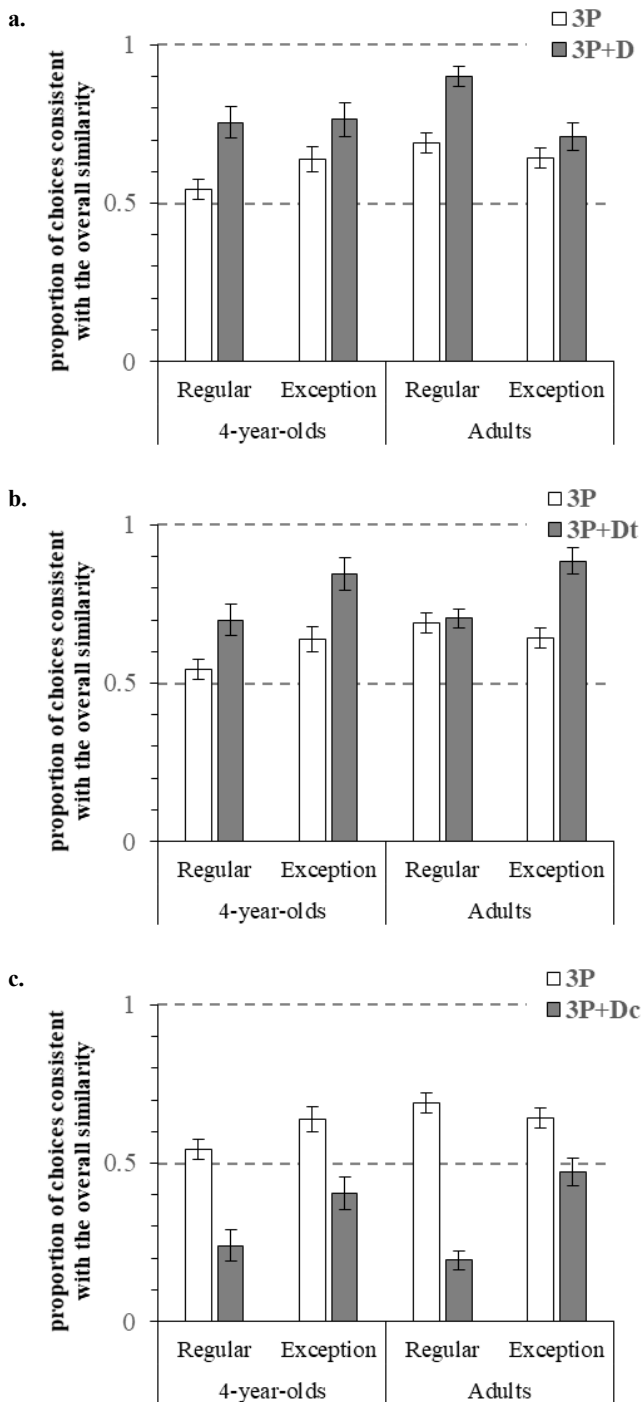 a.
3P
3P+D
proportion of choices consistent
with the overall similarity
1
0.5
0
Regular Exception Regular Exception
4-year-olds Adults
b.
3P
3P+Dt
proportion of choices consistent
with the overall similarity
1
0.5
0
Regular Exception Regular Exception
4-year-olds Adults
c.
3P
3P+Dc
proportion of choices consistent
with the overall similarity
1
0.5
0
Regular Exception Regular Exception
4-year-olds Adults